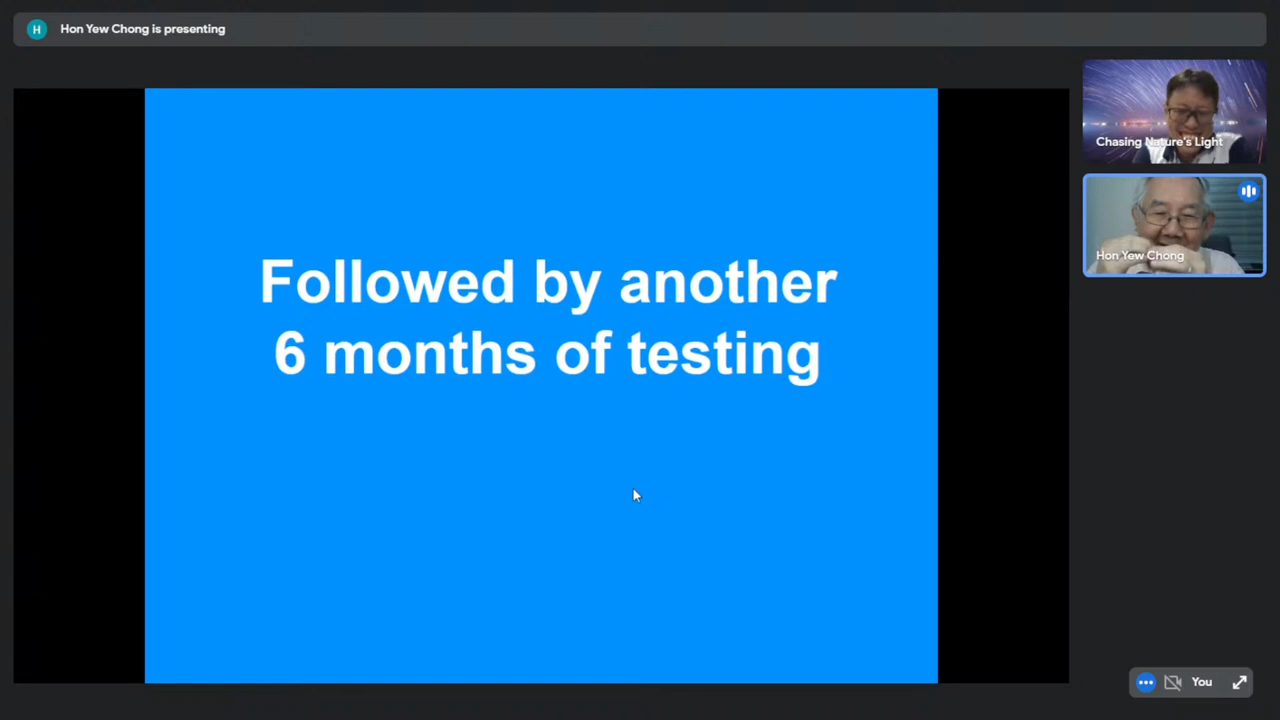 H Hon Yew Chong is presenting
Chasing Nature's Light
Followed by another
6 months of testing
Hon Yew Chong
You